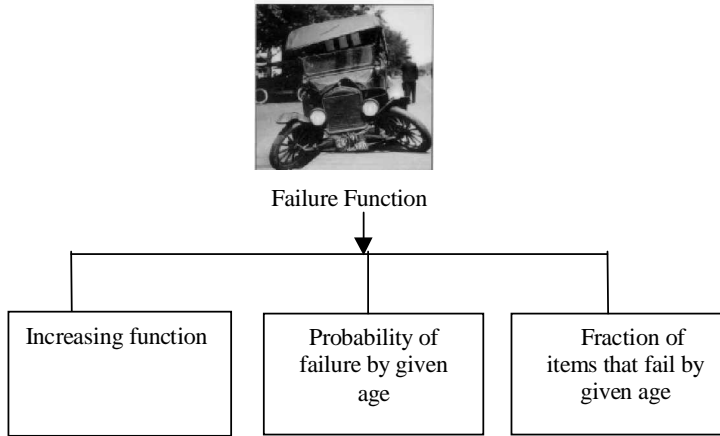 Failure Function
Increasing function
Probability of
failure by given
age
Fraction of
items that fail by
given age